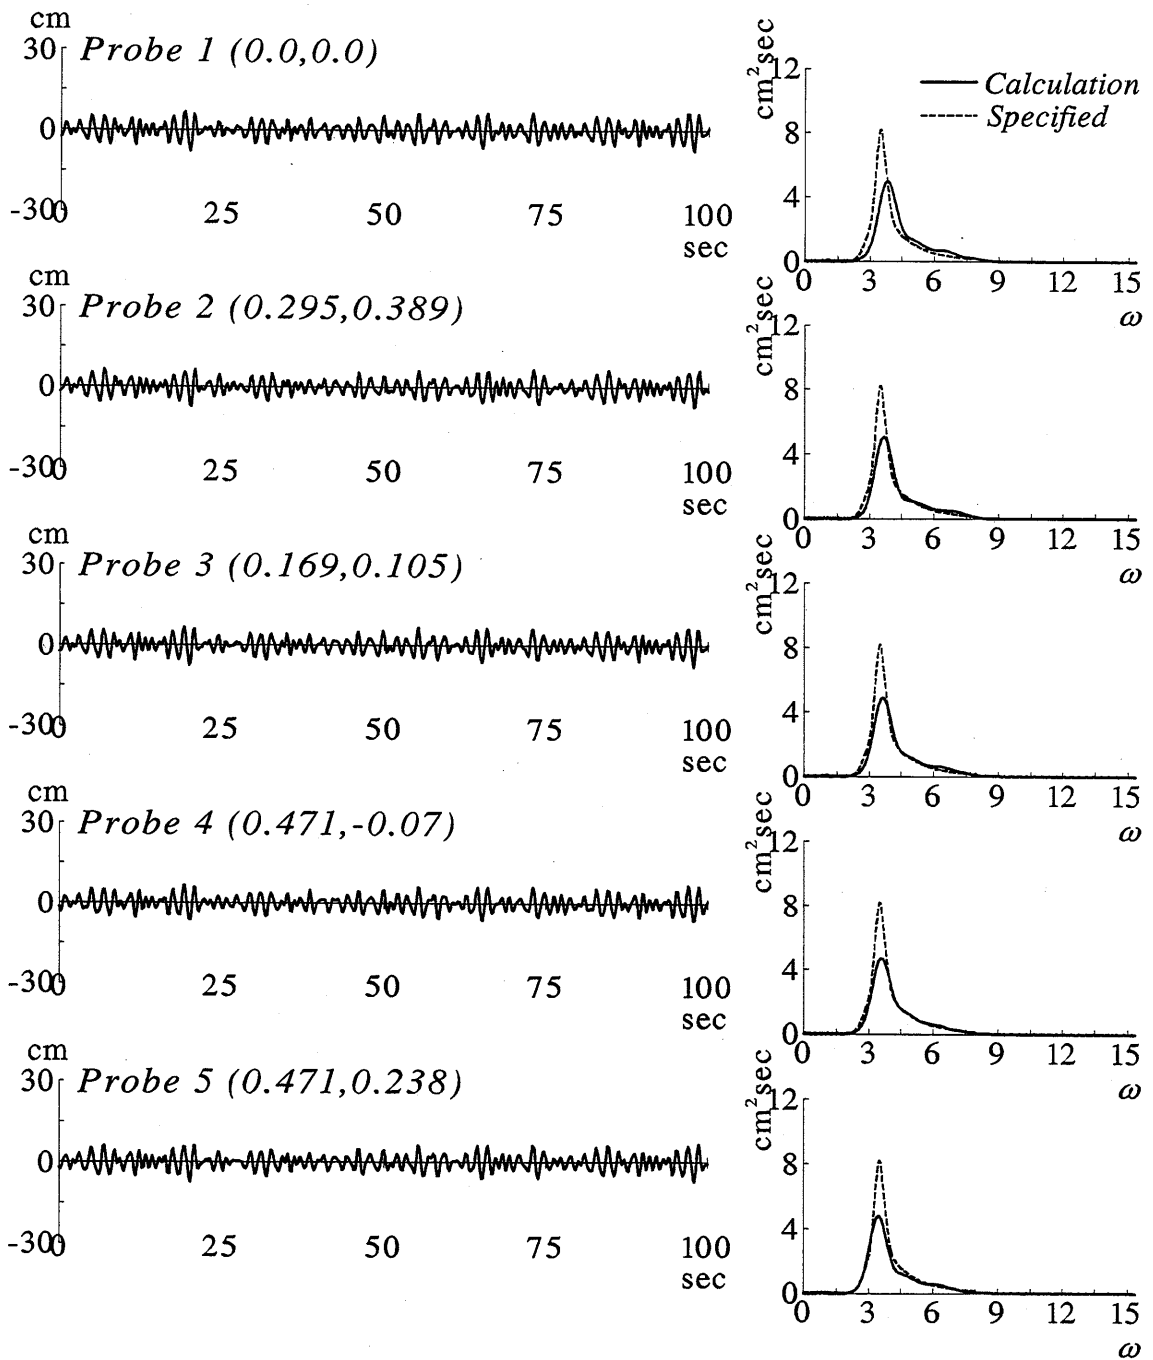 cm
30 Probe 1 (0.0,0.0)
0
-30
0 25 50 75 100
sec
cm²sec
12
8
4
0
0 3 6 9 12 15
ω
Calculation
Specified
cm
30 Probe 2 (0.295,0.389)
0
-30
0 25 50 75 100
sec
cm²sec
12
8
4
0
0 3 6 9 12 15
ω
cm
30 Probe 3 (0.169,0.105)
0
-30
0 25 50 75 100
sec
cm²sec
12
8
4
0
0 3 6 9 12 15
ω
cm
30 Probe 4 (0.471,-0.07)
0
-30
0 25 50 75 100
sec
cm²sec
12
8
4
0
0 3 6 9 12 15
ω
cm
30 Probe 5 (0.471,0.238)
0
-30
0 25 50 75 100
sec
cm²sec
12
8
4
0
0 3 6 9 12 15
ω